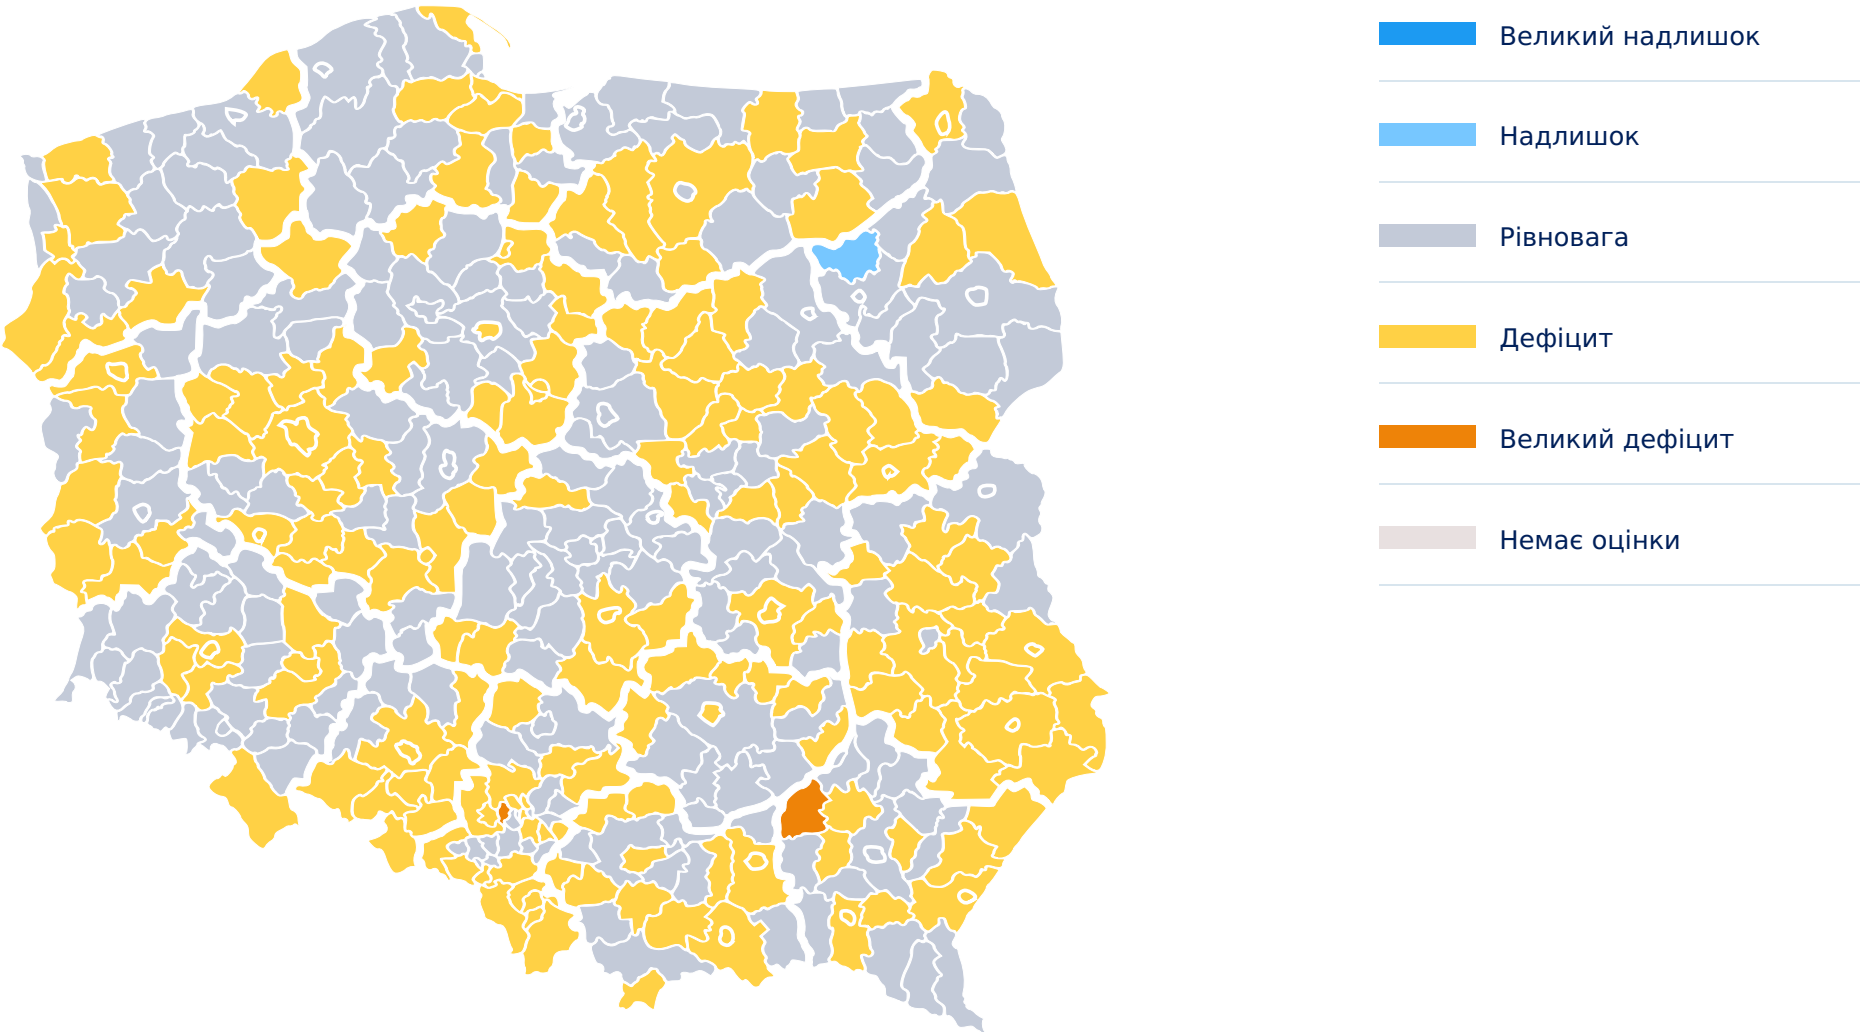 Великий надлишок
Надлишок
Рівновага
Дефіцит
Великий дефіцит
Немає оцінки